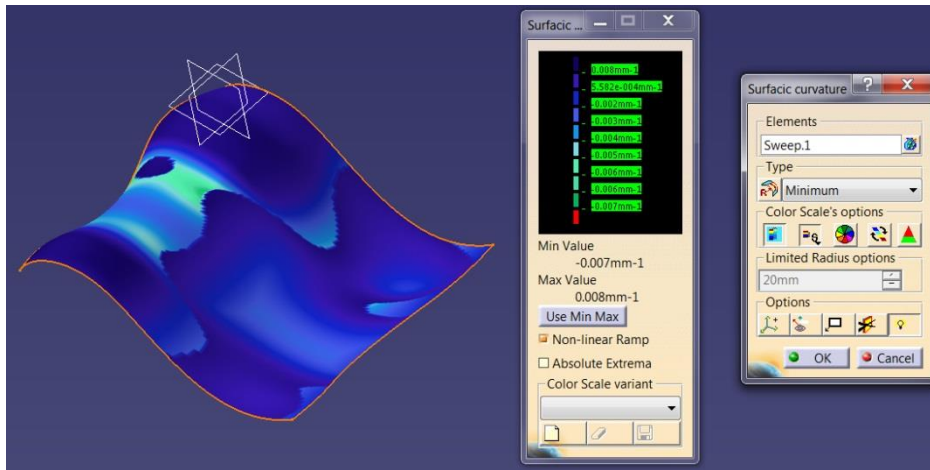 Surfacic ...
0.008mm-1
5.582e-004mm-1
-0.002mm-1
-0.003mm-1
-0.004mm-1
-0.005mm-1
-0.006mm-1
-0.006mm-1
-0.007mm-1
Min Value
-0.007mm-1
Max Value
0.008mm-1
Use Min Max
Non-linear Ramp
Absolute Extrema
Color Scale variant
Surfacic curvature
Elements
Sweep.1
Type
Minimum
Color Scale's options
Limited Radius options
20mm
Options
OK
Cancel